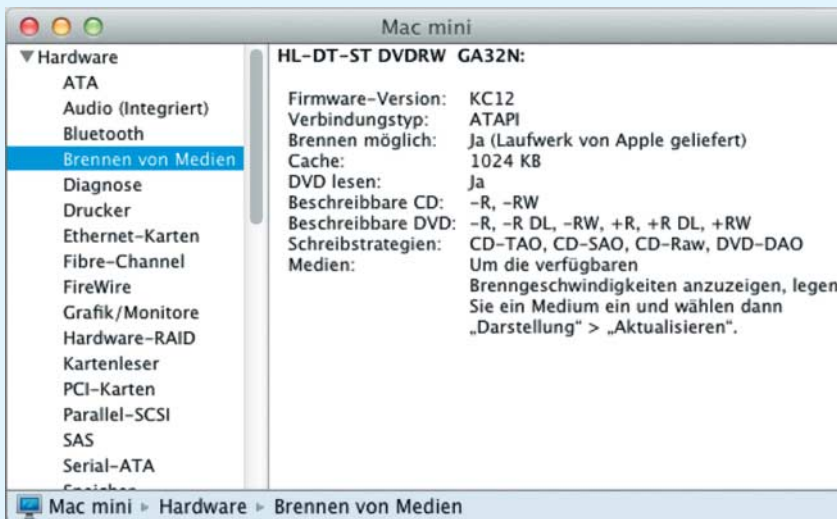 Mac mini
▼Hardware
ATA
Audio (Integriert)
Bluetooth
Brennen von Medien
Diagnose
Drucker
Ethernet-Karten
Fibre-Channel
FireWire
Grafik/Monitore
Hardware-RAID
Kartenleser
PCI-Karten
Parallel-SCSI
SAS
Serial-ATA
HL-DT-ST DVDRW GA32N:
Firmware-Version: KC12
Verbindungstyp: ATAPI
Brennen möglich: Ja (Laufwerk von Apple geliefert)
Cache: 1024 KB
DVD lesen: Ja
Beschreibbare CD: -R, -RW
Beschreibbare DVD: -R, -R DL, -RW, +R, +R DL, +RW
Schreibstrategien: CD-TAO, CD-SAO, CD-Raw, DVD-DAO
Medien: Um die verfügbaren
Brenngeschwindigkeiten anzuzeigen, legen
Sie ein Medium ein und wählen dann
„Darstellung“ > „Aktualisieren“.
Mac mini ▸ Hardware ▸ Brennen von Medien